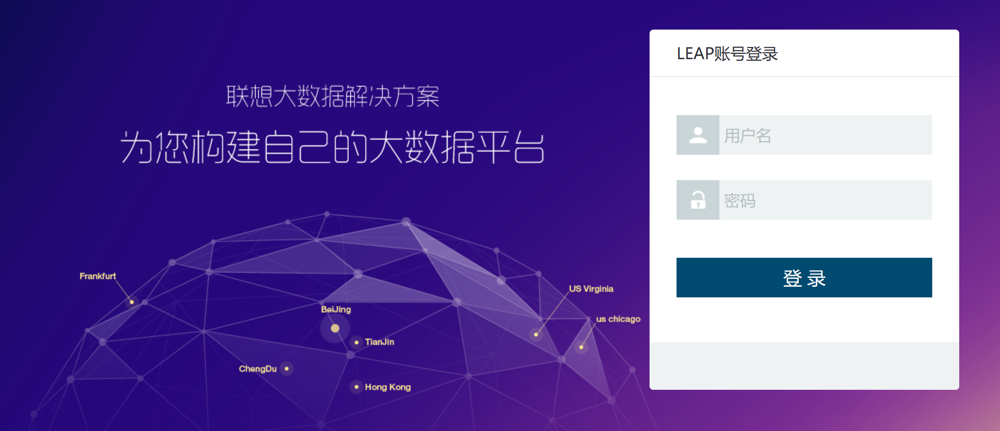 联想大数据解决方案
为您构建自己的大数据平台
Frankfurt
BeiJing
TianJin
ChengDu
Hong Kong
US Virginia
us chicago
LEAP账号登录
用户名
密码
登 录